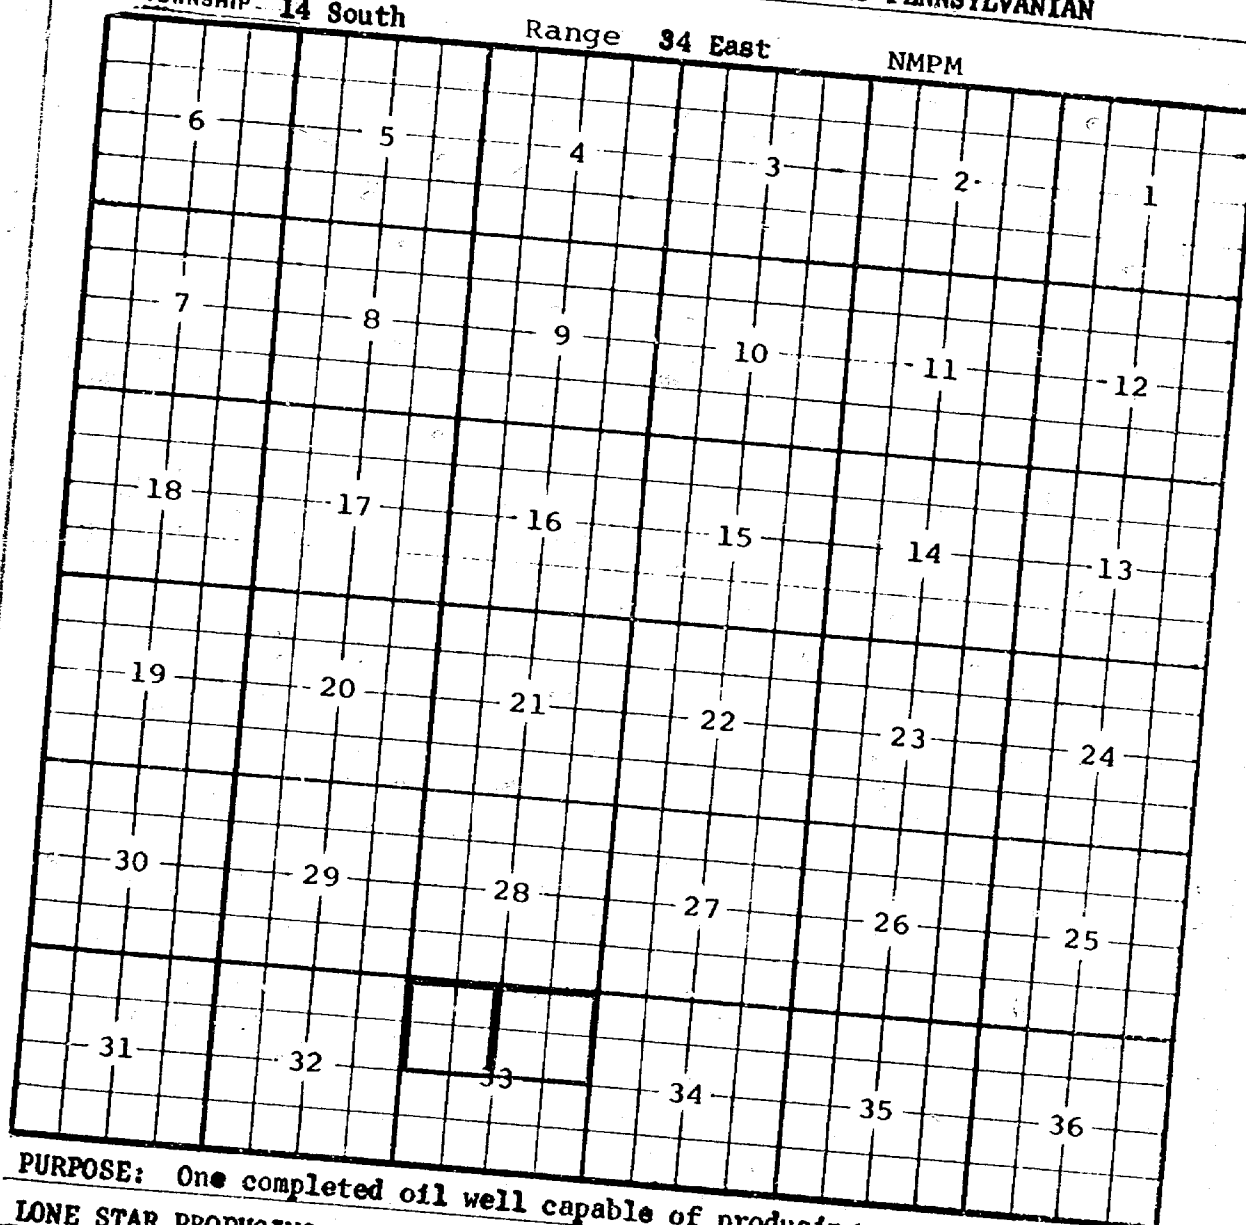 PENNSYLVANIAN
TOWNSHIP 14 South Range 34 East NMPM
6 5 4 3 2 1
7 8 9 10 11 12
18 17 16 15 14 13
19 20 21 22 23 24
30 29 28 27 26 25
31 32 33 34 35 36
PURPOSE: One completed oil well capable of
LONE STAR